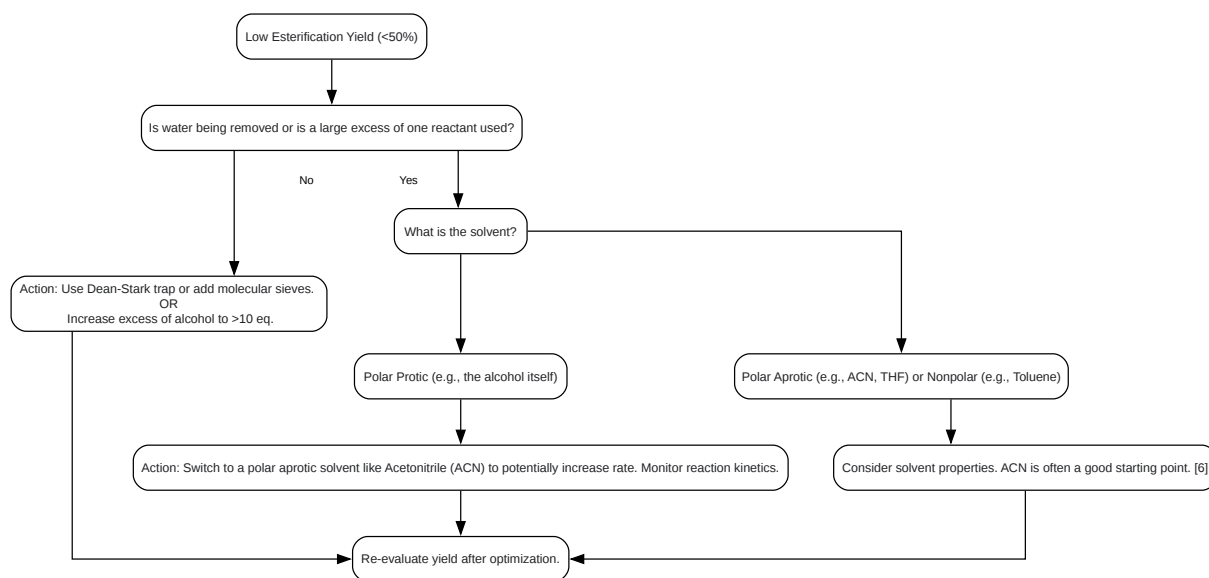 Low Esterification Yield (<50%)
Is water being removed or is a large excess of one reactant used?
No
Yes
What is the solvent?
Action: Use Dean-Stark trap or add molecular sieves.
OR
Increase excess of alcohol to >10 eq.
Polar Protic (e.g., the alcohol itself)
Polar Aprotic (e.g., ACN, THF) or Nonpolar (e.g., Toluene)
Action: Switch to a polar aprotic solvent like Acetonitrile (ACN) to potentially increase rate. Monitor reaction kinetics.
Consider solvent properties. ACN is often a good starting point. [6]
Re-evaluate yield after optimization.